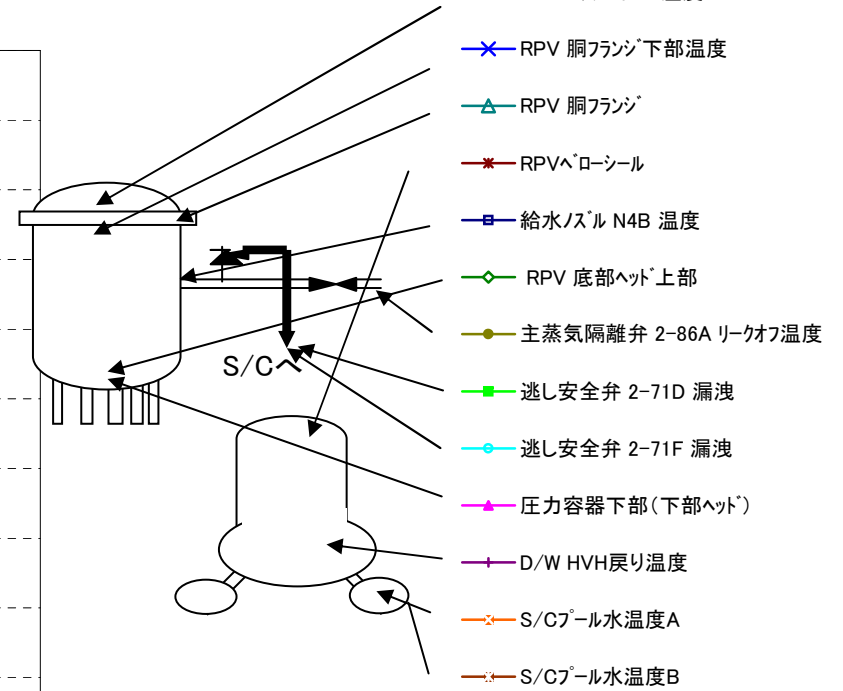 RPV 胴フランジ下部温度
RPV 胴フランジ
RPVベローシール
給水ノズル N4B 温度
RPV 底部ヘッド上部
主蒸気隔離弁 2-86A リークオフ温度
S/Cへ
逃し安全弁 2-71D 漏洩
逃し安全弁 2-71F 漏洩
圧力容器下部(下部ヘッド)
D/W HVH戻り温度
S/Cプール水温度A
S/Cプール水温度B